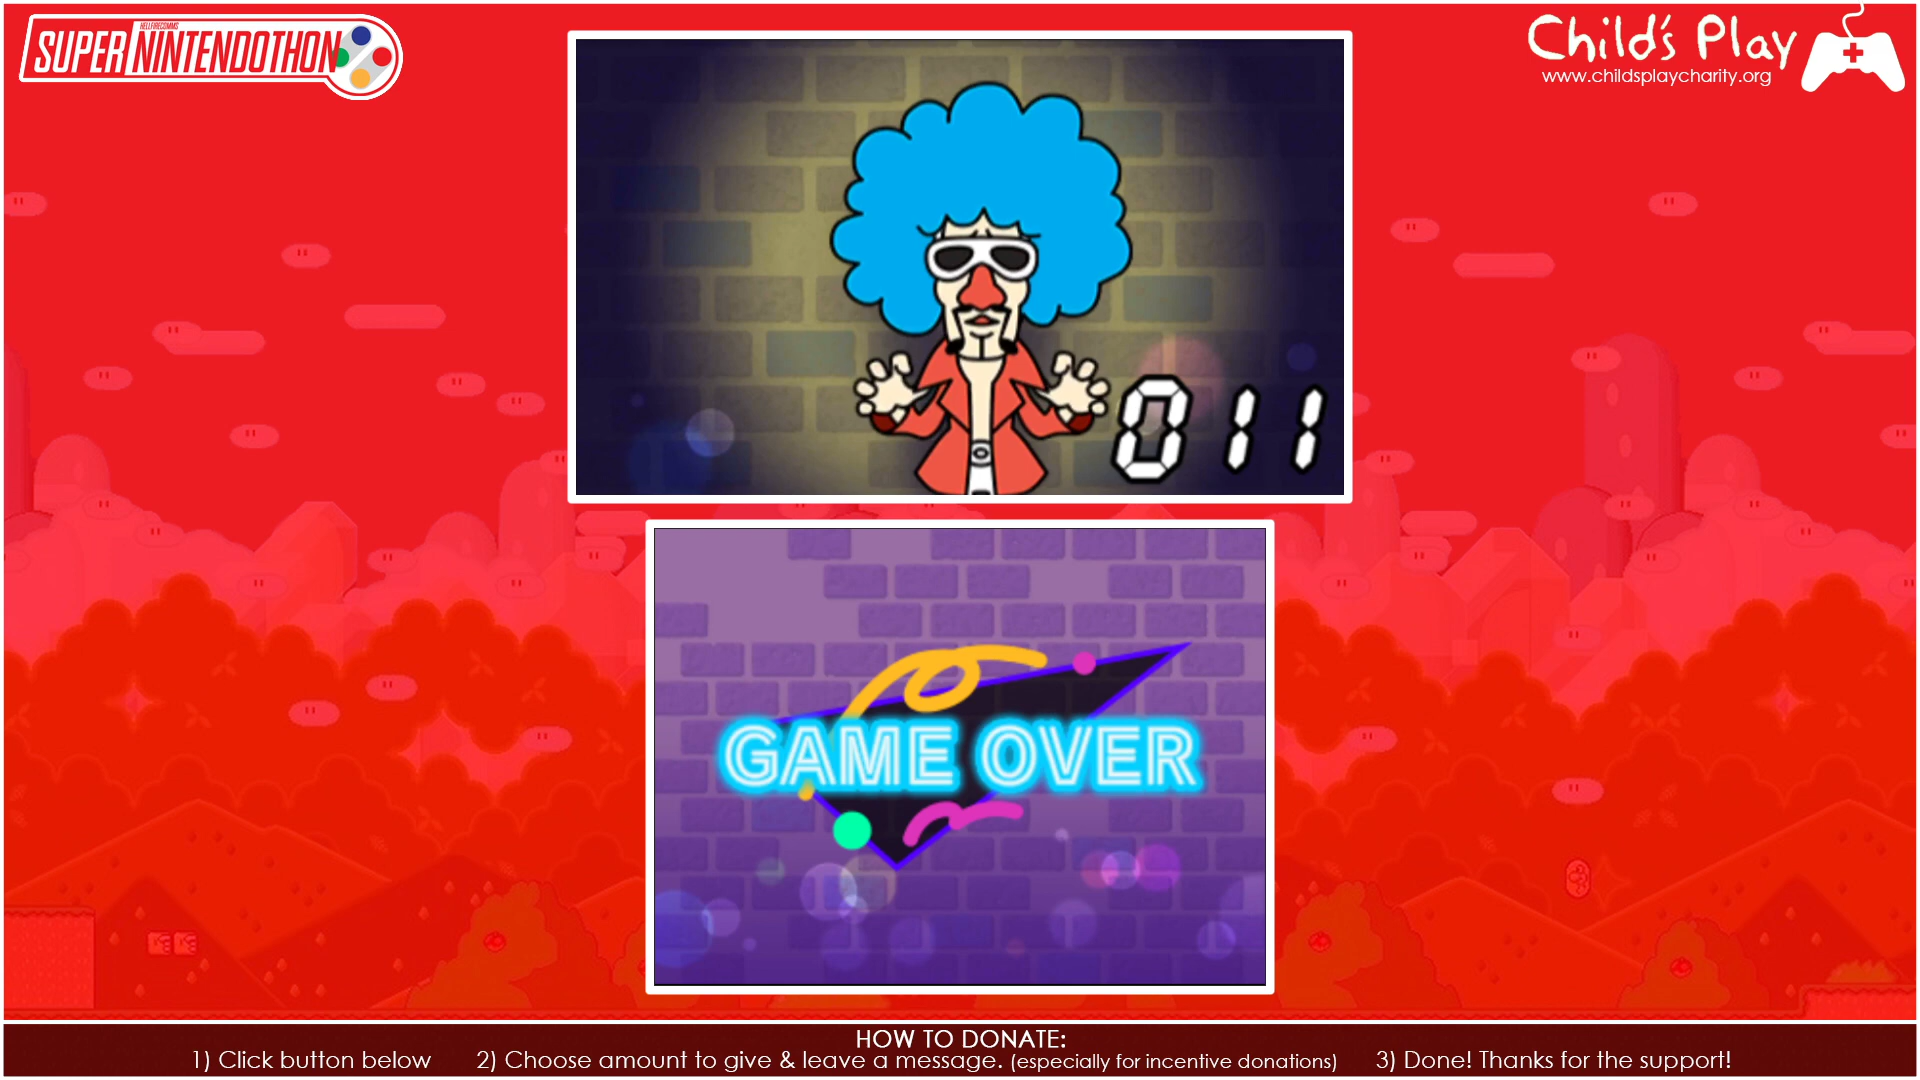 HELLFIRECOMMS
SUPER NINTENDOTHON
Child's Play
www.childsplaycharity.org
011
GAME OVER
HOW TO DONATE:
1) Click button below 2) Choose amount to give & leave a message. (especially for incentive donations) 3) Done! Thanks for the support!